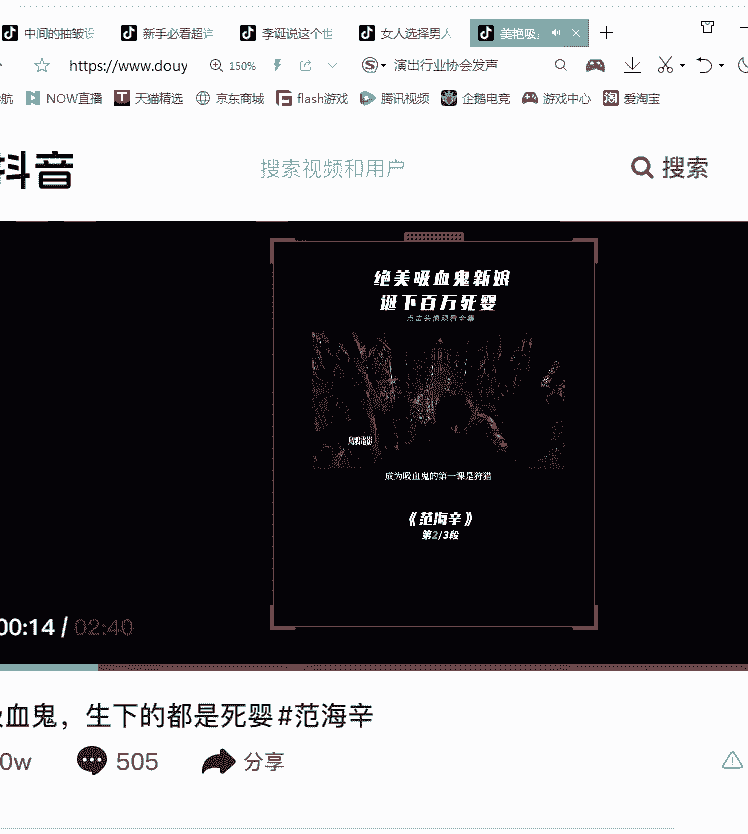 中间的抽皱设
新手必看超详
李诞说这个世
女人选择男人
美艳吸
https://www.douy
150%
演出行业协会声
航 NOW直播 天猫精选 京东商城 flash游戏 腾讯视频 企鹅电竞 游戏中心 爱淘宝
抖音
搜索视频和用户
搜索
绝美吸血鬼新娘
诞下百万死婴
成为吸血鬼的第一课是狩猎
《范海辛》
第2/3段
00:14 / 02:40
吸血鬼，生下的都是死婴#范海辛
0w 505 分享